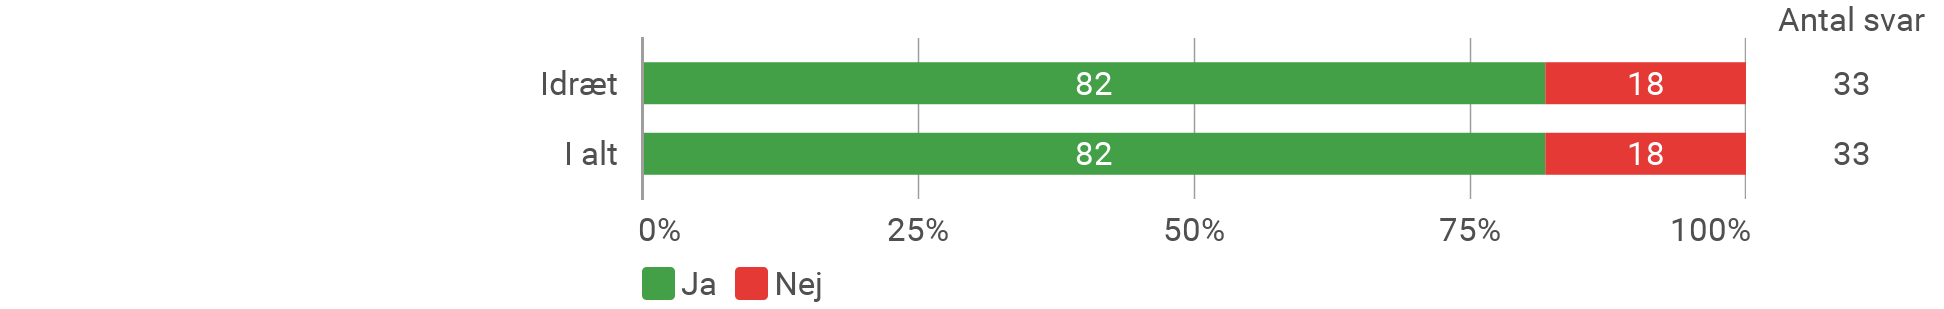 Antal svar
Idræt 82 18 33
I alt 82 18 33
0% 25% 50% 75% 100%
Ja Nej